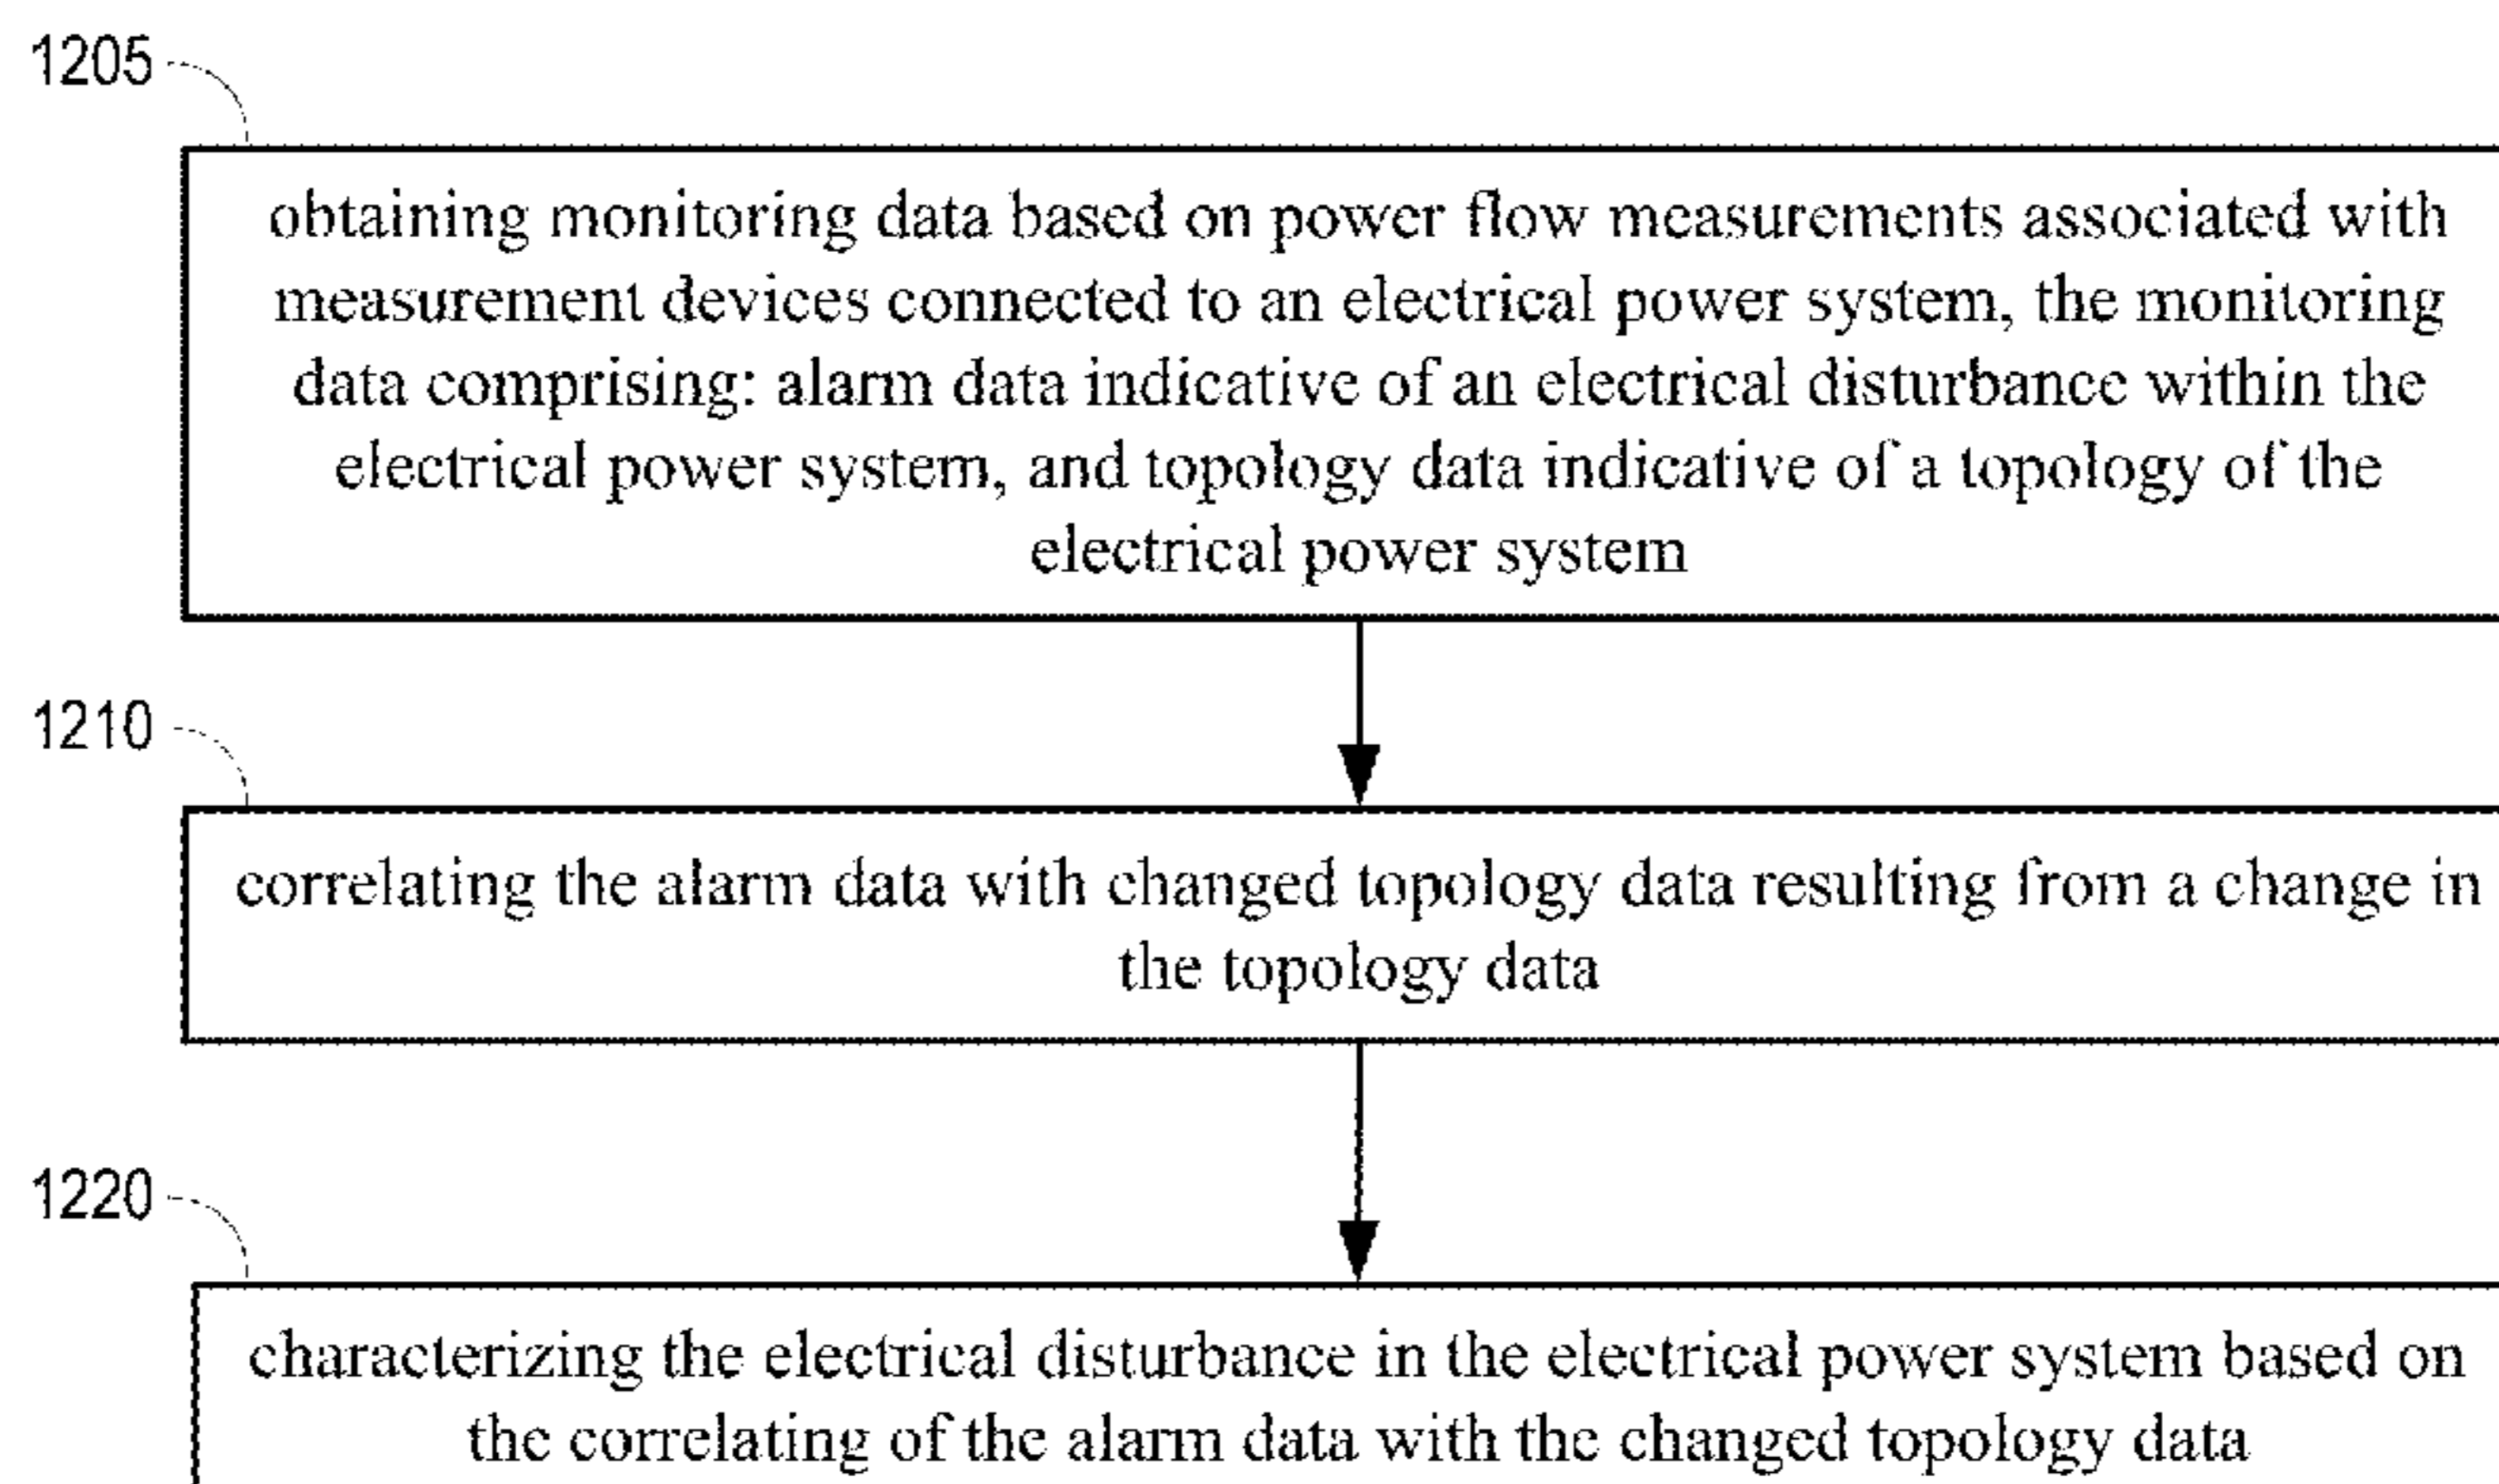 1205
obtaining monitoring data based on power flow measurements associated with
measurement devices connected to an electrical power system, the monitoring
data comprising: alarm data indicative of an electrical disturbance within the
electrical power system, and topology data indicative of a topology of the
electrical power system
1210
correlating the alarm data with changed topology data resulting from a change in
the topology data
1220
characterizing the electrical disturbance in the electrical power system based on
the correlating of the alarm data with the changed topology data